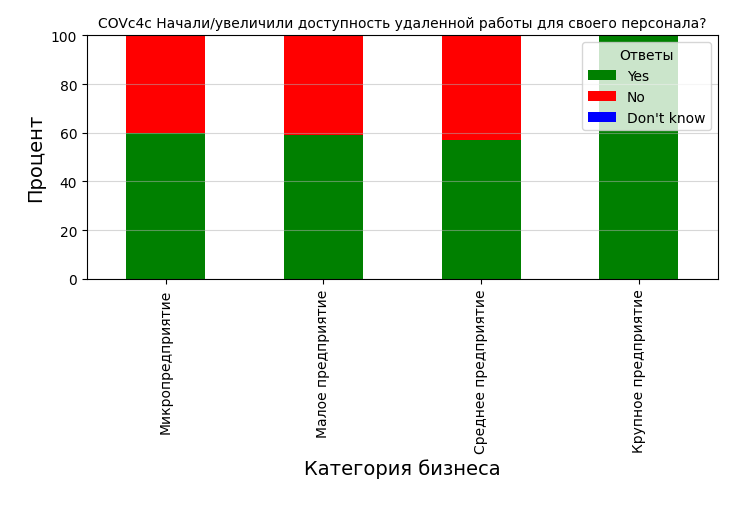 COVc4c Начали/увеличили доступность удаленной работы для своего персонала?
Процент
100
80
60
40
20
0
Ответы
Yes
No
Don't know
Микропредприятие
Малое предприятие
Среднее предприятие
Крупное предприятие
Категория бизнеса